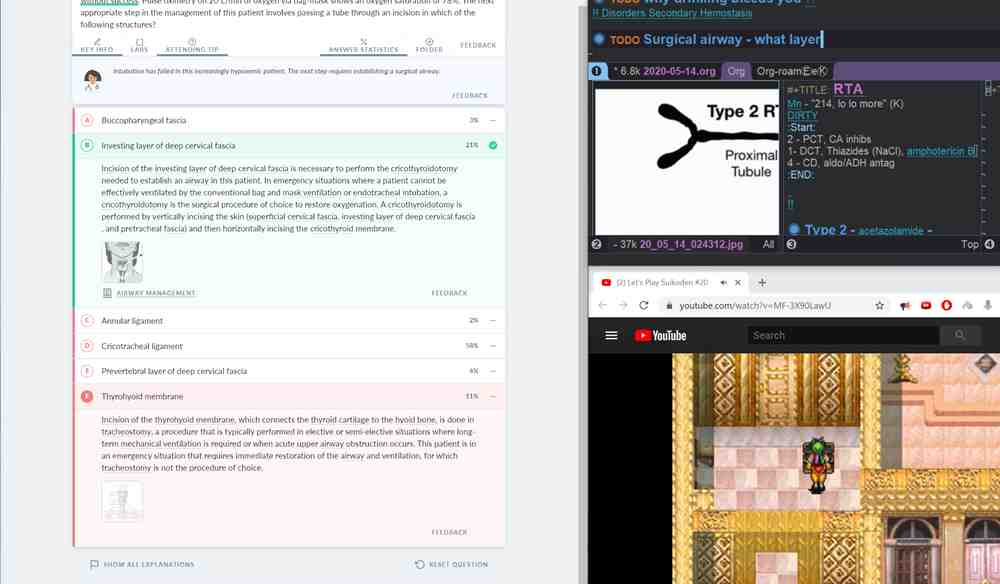 without success. Pulse oximetry on 20 L/min of oxygen via bag-mask shows an oxygen saturation of 78%. The next
appropriate step in the management of this patient involves passing a tube through an incision in which of the
following structures?
KEY INFO LABS ATTENDING TIP ANSWER STATISTICS FOLDER FEEDBACK
Intubation has failed in this increasingly hypoxemic patient. The next step requires establishing a surgical airway.
FEEDBACK
A Buccopharyngeal fascia 3%
B Investing layer of deep cervical fascia 21%
Incision of the investing layer of deep cervical fascia is necessary to perform the cricothyroidotomy
needed to establish an airway in this patient. In emergency situations where a patient cannot be
effectively ventilated by the conventional bag and mask ventilation or endotracheal intubation, a
cricothyroidotomy is the surgical procedure of choice to restore oxygenation. A cricothyroidotomy is
performed by vertically incising the skin (superficial cervical fascia, investing layer of deep cervical fascia
, and pretracheal fascia) and then horizontally incising the cricothyroid membrane.
AIRWAY MANAGEMENT FEEDBACK
C Annular ligament 2%
D Cricotracheal ligament 58%
E Prevertebral layer of deep cervical fascia 4%
Thyrohyoid membrane 11%
Incision of the thyrohyoid membrane, which connects the thyroid cartilage to the hyoid bone, is done in
tracheostomy, a procedure that is typically performed in elective or semi-elective situations where long-
term mechanical ventilation is required or when acute upper airway obstruction occurs. This patient is in
an emergency situation that requires immediate restoration of the airway and ventilation, for which
tracheostomy is not the procedure of choice.
FEEDBACK
SHOW ALL EXPLANATIONS RESET QUESTION
TODO why drinking bleeds you !!
!! Disorders Secondary Hemostasis
TODO Surgical airway - what layer
1 * 6.8k 2020-05-14.org Org Org-roam
Type 2 RT
Proximal
Tubule
#+TITLE: RTA
Mn - "214, lo lo more" (K)
DIRTY
:Start:
2 - PCT, CA inhibs
1- DCT, Thiazides (NaCl), amphotericin B
4 - CD, aldo/ADH antag
:END:
!!
Type 2 - acetazolamide -
2 - 37k 20_05_14_024312.jpg All 3 Top 4
(2) Let's Play Suikoden #20
youtube.com/watch?v=MF-3X90LawU
YouTube
Search